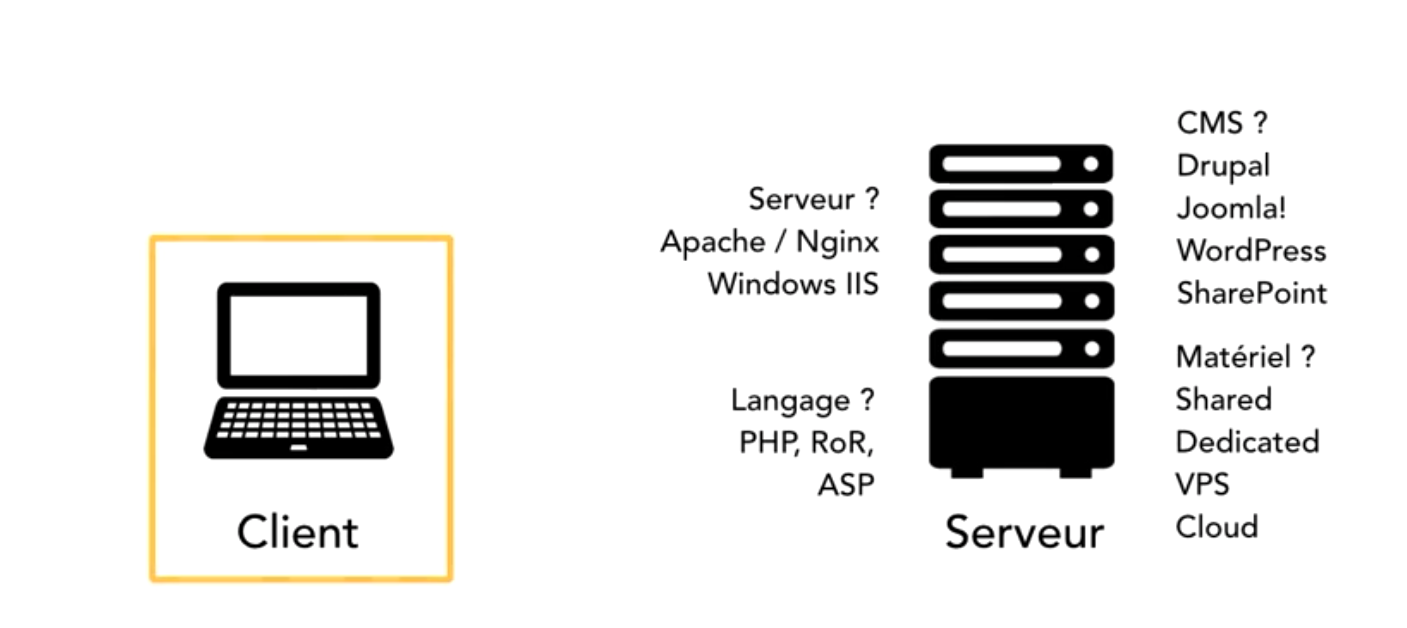 Client
Serveur ?
Apache / Nginx
Windows IIS
Langage ?
PHP, RoR,
ASP
Serveur
CMS ?
Drupal
Joomla!
WordPress
SharePoint
Matériel ?
Shared
Dedicated
VPS
Cloud